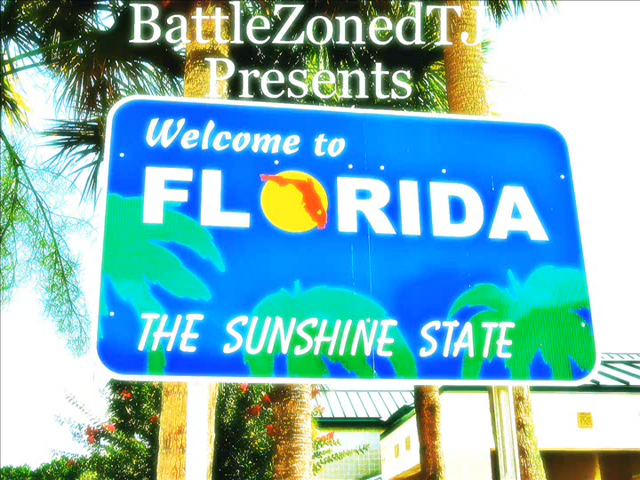 BattleZonedTJ
Presents
Welcome to
FLORIDA
THE SUNSHINE STATE